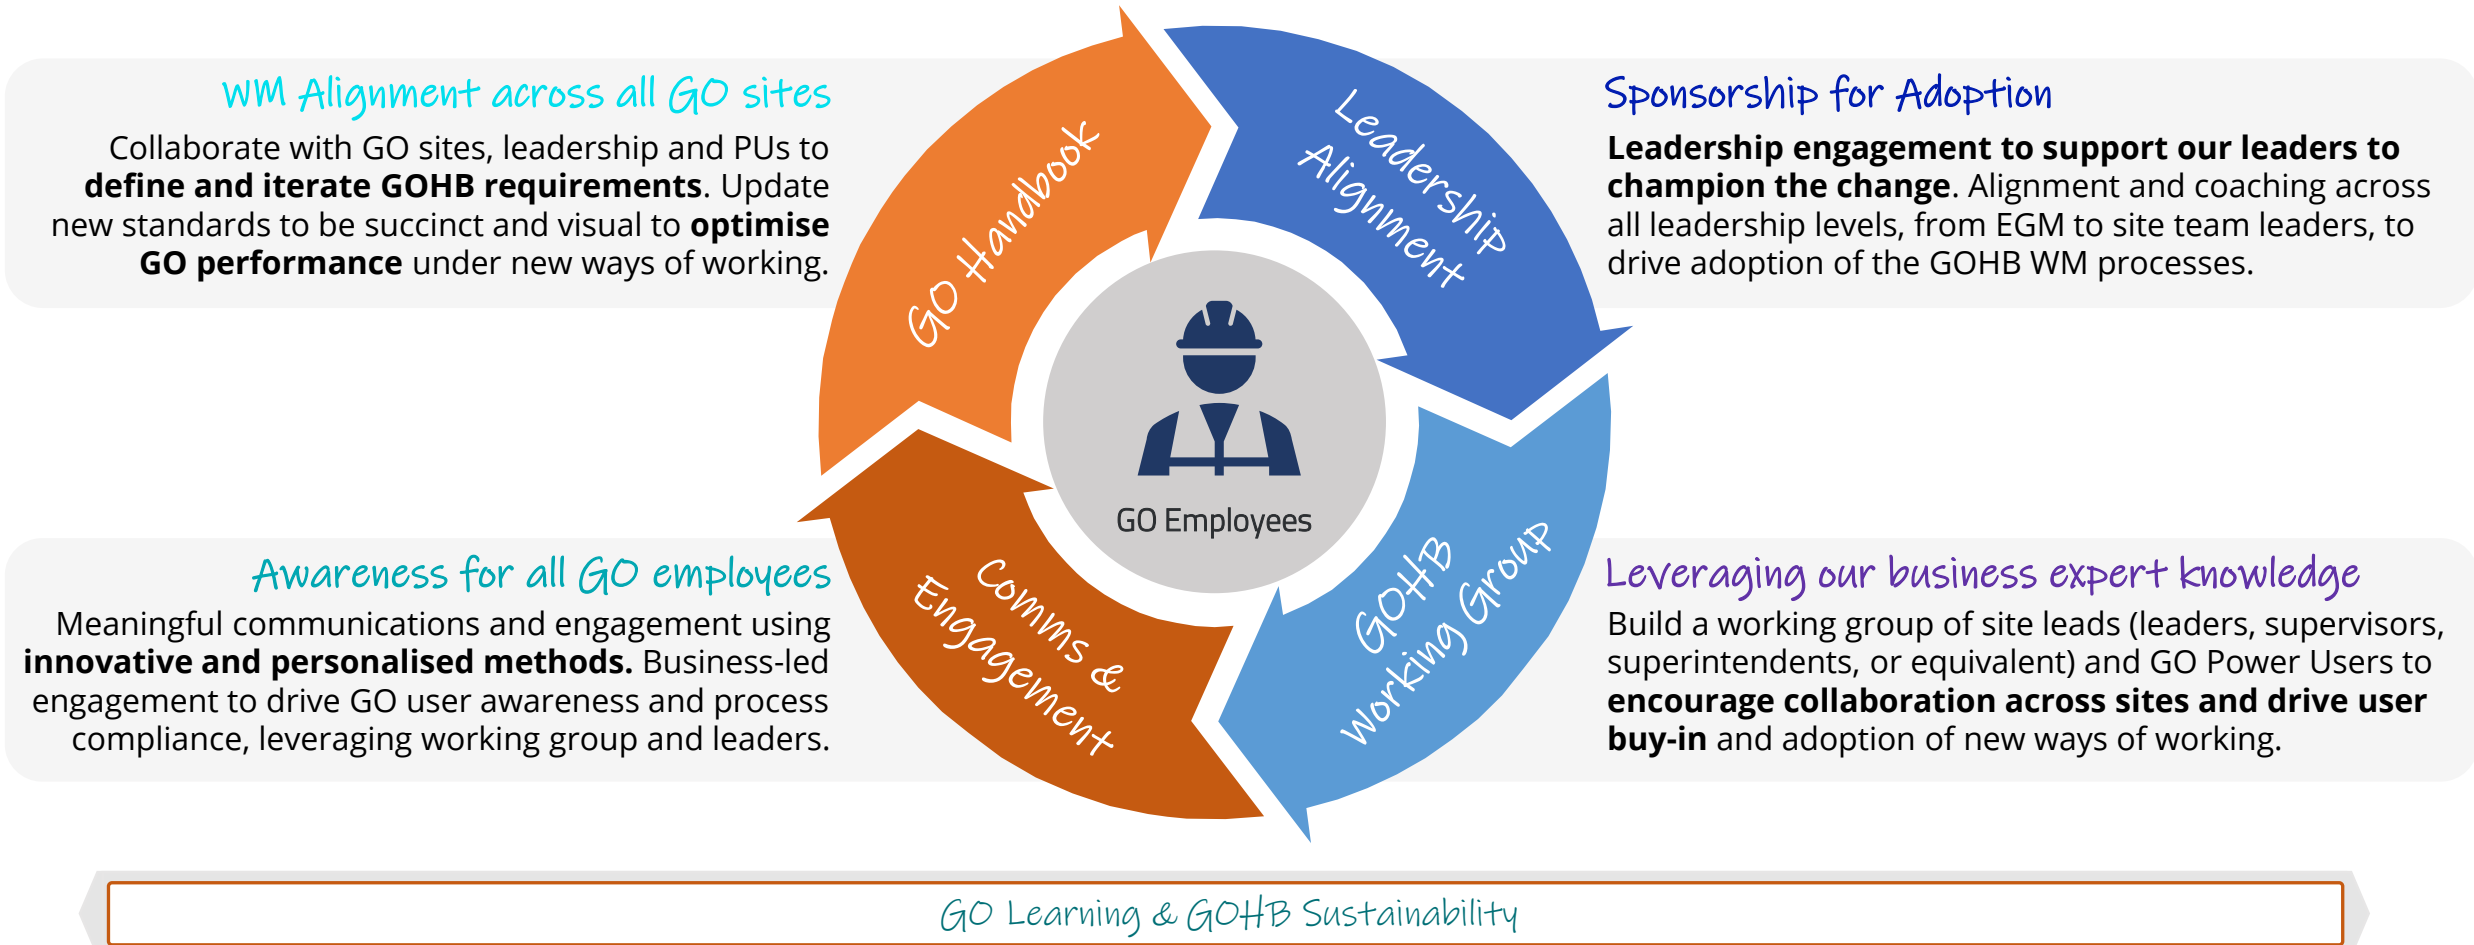 WM Alignment across all GO sites
Collaborate with GO sites, leadership and PUs to
define and iterate GOHB requirements. Update
new standards to be succinct and visual to optimise
GO performance under new ways of working.
GO Handbook
Leadership
Alignment
Sponsorship for Adoption
Leadership engagement to support our leaders to
champion the change. Alignment and coaching across
all leadership levels, from EGM to site team leaders, to
drive adoption of the GOHB WM processes.
GO Employees
Awareness for all GO employees
Meaningful communications and engagement using
innovative and personalised methods. Business-led
engagement to drive GO user awareness and process
compliance, leveraging working group and leaders.
Comms &
Engagement
GOHB
Working Group
Leveraging our business expert knowledge
Build a working group of site leads (leaders, supervisors,
superintendents, or equivalent) and GO Power Users to
encourage collaboration across sites and drive user
buy-in and adoption of new ways of working.
GO Learning & GOHB Sustainability